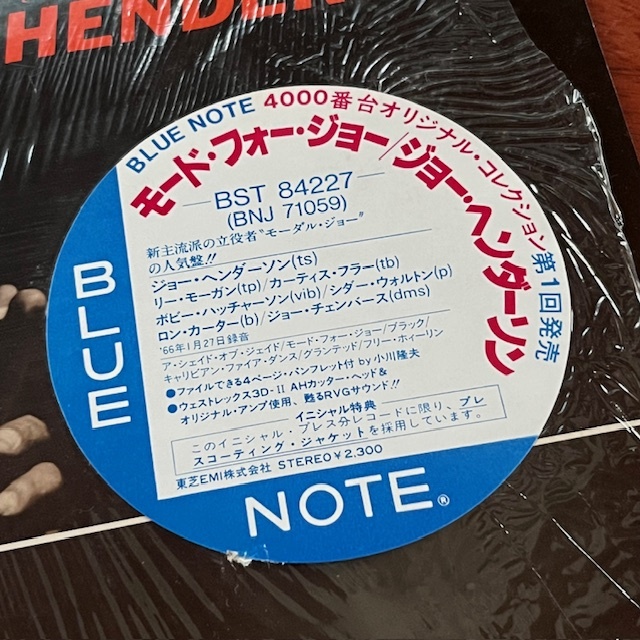 HENDER
BLUE NOTE 4000番台オリジナル・コレクション第1回発売
モード・フォー・ジョー/ジョー・ヘンダーソン
BST 84227
(BNJ 71059)
新主流派の立役者"モーダル・ジョー"
の人気盤!!
ジョー・ヘンダーソン(ts)
リー・モーガン(tp)/カーティス・フラー(tb)
ボビー・ハッチャーソン(vib)/シダー・ウォルトン(p)
ロン・カーター(b)/ジョー・チェンバース(dms)
'66年1月27日録音
ア・シェイド・オブ・ジェイド/モード・フォー・ジョー/ブラック/
キャリビアン・ファイア・ダンス/グランテッド/フリー・ホィーリン
●ファイルできる4ページ・パンフレット付 by 小川隆夫
●ウェストレックス3D-II AHカッター・ヘッド&
オリジナル・アンプ使用、甦るRVGサウンド!!
イニシャル特典
このイニシャル・プレス分レコードに限り、プレ
スコーティング・ジャケットを採用しています。
東芝EMI株式会社 STEREO ¥2,300
BLUE
NOTE®